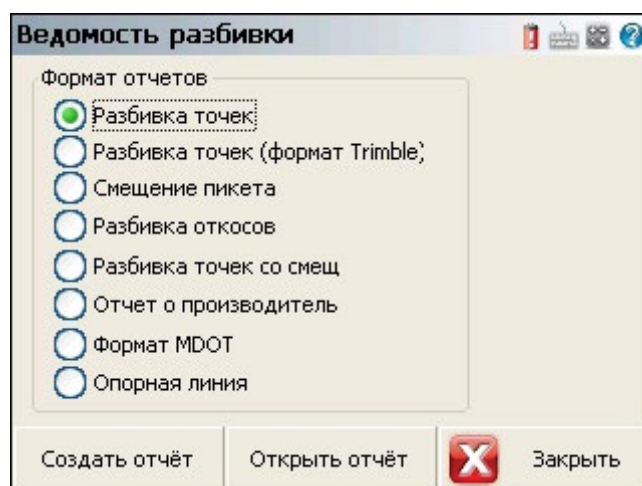 Ведомость разбивки
Формат отчетов
Разбивка точек
Разбивка точек (формат Trimble)
Смещение пикета
Разбивка откосов
Разбивка точек со смещ
Отчет о производитель
Формат MDOT
Опорная линия
Создать отчёт
Открыть отчёт
Закрыть